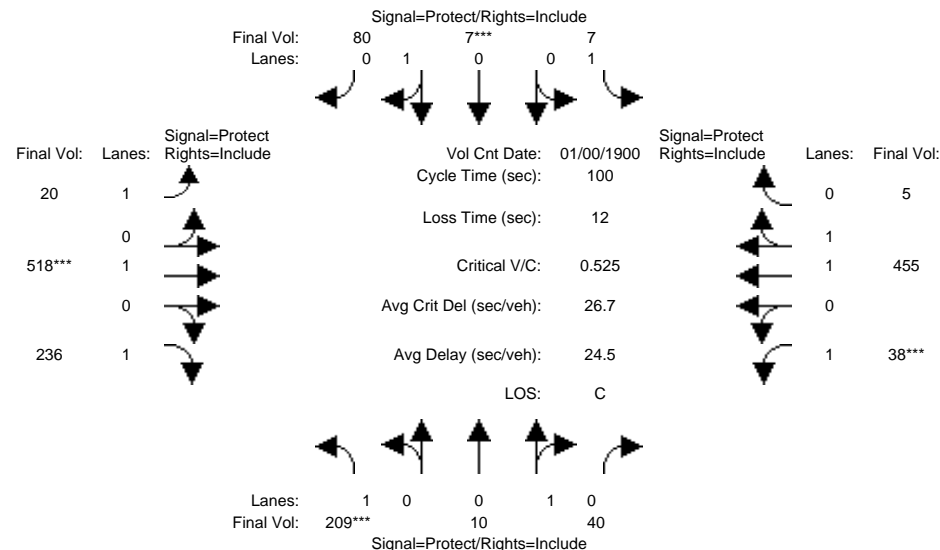 Signal=Protect/Rights=Include
Final Vol: 80 7*** 7
Lanes: 0 1 0 0 1
Signal=Protect Signal=Protect
Final Vol: Lanes: Rights=Include Vol Cnt Date: 01/00/1900 Rights=Include Lanes: Final Vol:
Cycle Time (sec): 100
20 1 0 5
Loss Time (sec): 12
0 1
518*** 1 Critical V/C: 0.525 1 455
0 Avg Crit Del (sec/veh): 26.7 0
236 1 Avg Delay (sec/veh): 24.5 1 38***
LOS: C
Lanes: 1 0 0 1 0
Final Vol: 209*** 10 40
Signal=Protect/Rights=Include